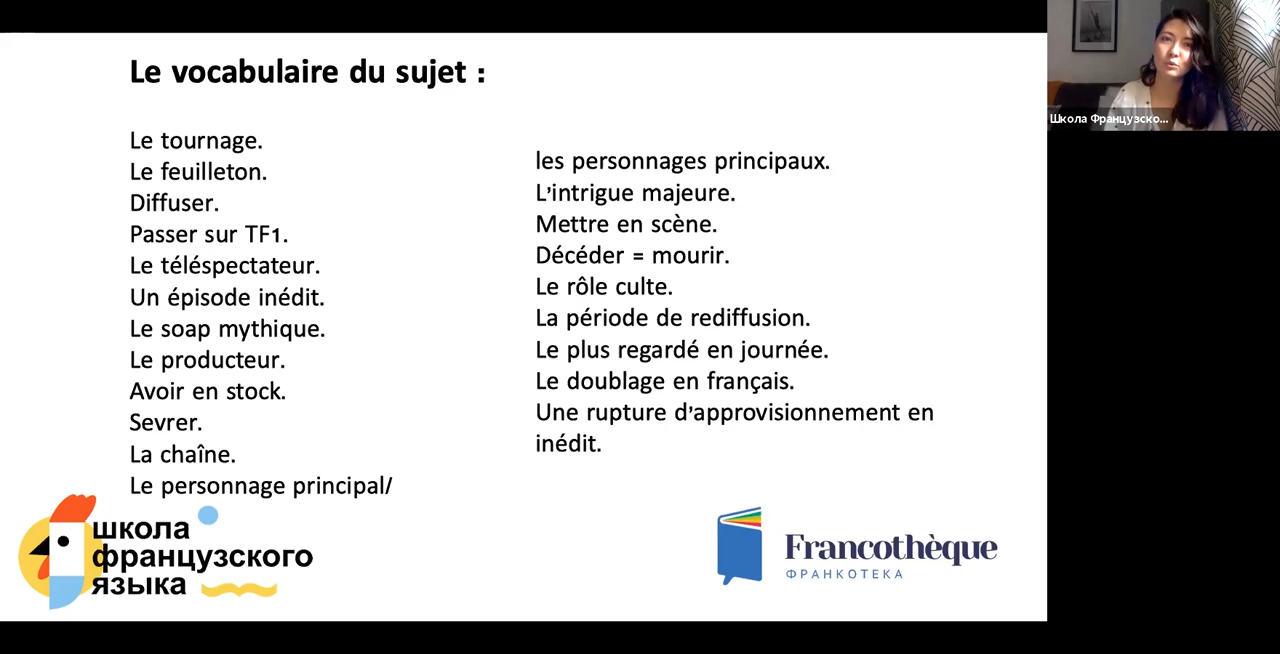 Le vocabulaire du sujet :
Le tournage.
Le feuilleton.
Diffuser.
Passer sur TF1.
Le téléspectateur.
Un épisode inédit.
Le soap mythique.
Le producteur.
Avoir en stock.
Sevrer.
La chaîne.
Le personnage principal/
les personnages principaux.
L'intrigue majeure.
Mettre en scène.
Décéder = mourir.
Le rôle culte.
La période de rediffusion.
Le plus regardé en journée.
Le doublage en français.
Une rupture d'approvisionnement en
inédit.
школа
французского
языка
Francothèque
ФРАНКОТЕКА
Школа Французско...